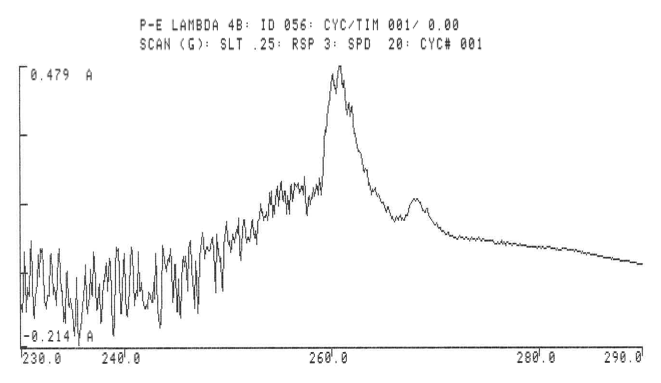 P-E LAMBDA 4B: ID 056: CYC/TIM 001/ 0.00
SCAN (G): SLT .25: RSP 3: SPD 20: CYC# 001
0.479 A
-0.214 A
230.0 240.0 260.0 280.0 290.0